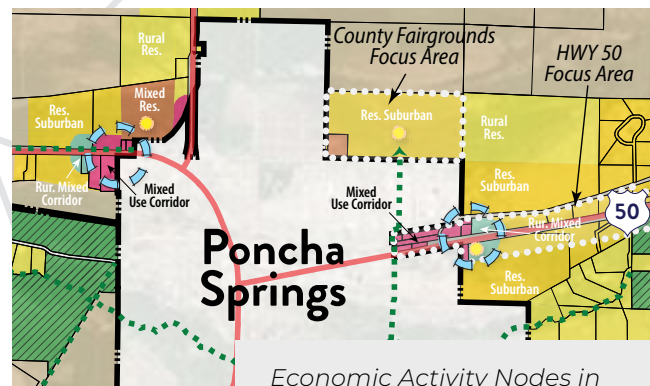 Rural
Res.
County Fairgrounds
Focus Area
HWY 50
Focus Area
Mixed
Res.
Res.
Suburban
Res. Suburban
Rural
Res.
Rur. Mixed
Corridor
Mixed
Use Corridor
Mixed
Use Corridor
Res.
Suburban
50
Rur. Mixed
Corridor
Res.
Suburban
Poncha
Springs
Economic Activity Nodes in